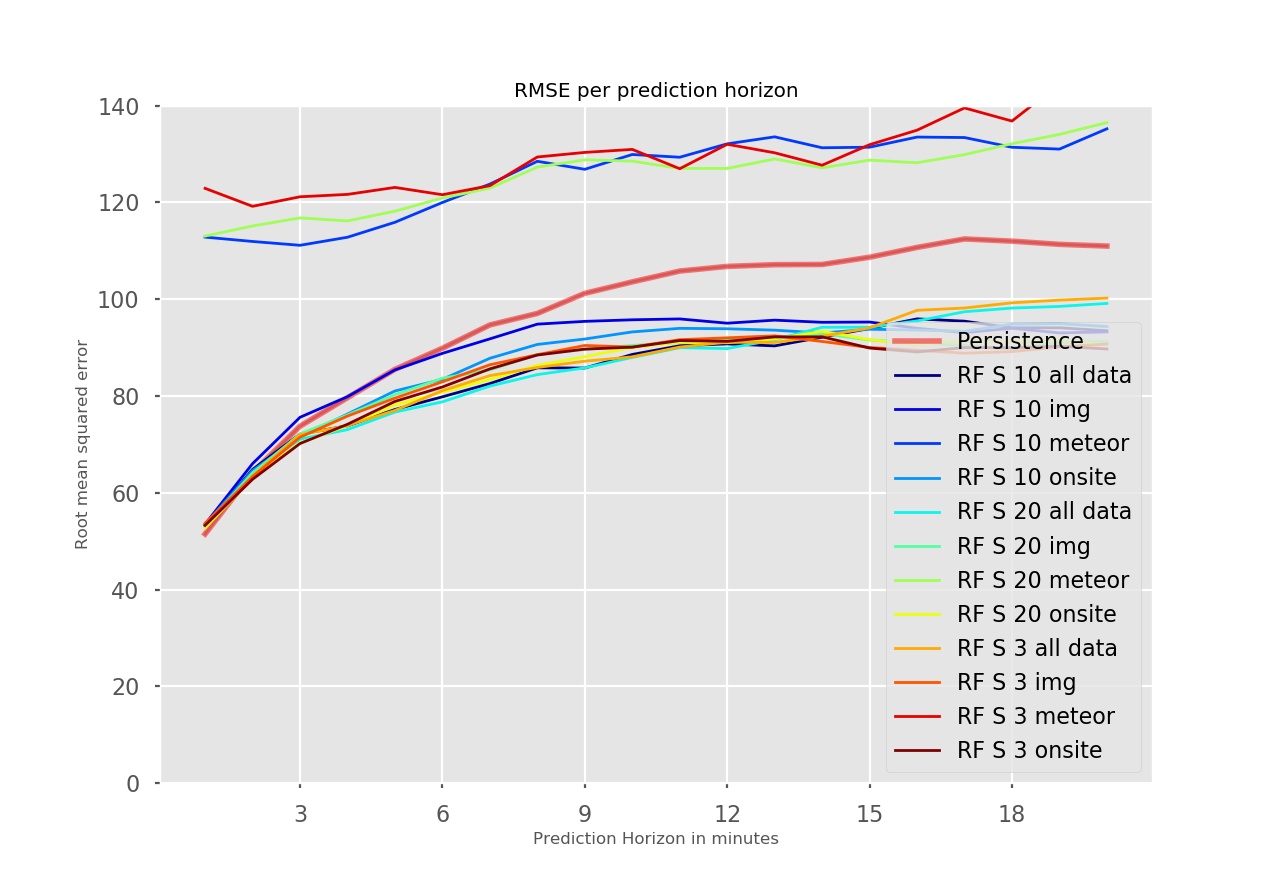 RMSE per prediction horizon
140
120
100
80
60
40
20
0
Root mean squared error
3 6 9 12 15 18
Prediction Horizon in minutes
Persistence
RF S 10 all data
RF S 10 img
RF S 10 meteor
RF S 10 onsite
RF S 20 all data
RF S 20 img
RF S 20 meteor
RF S 20 onsite
RF S 3 all data
RF S 3 img
RF S 3 meteor
RF S 3 onsite